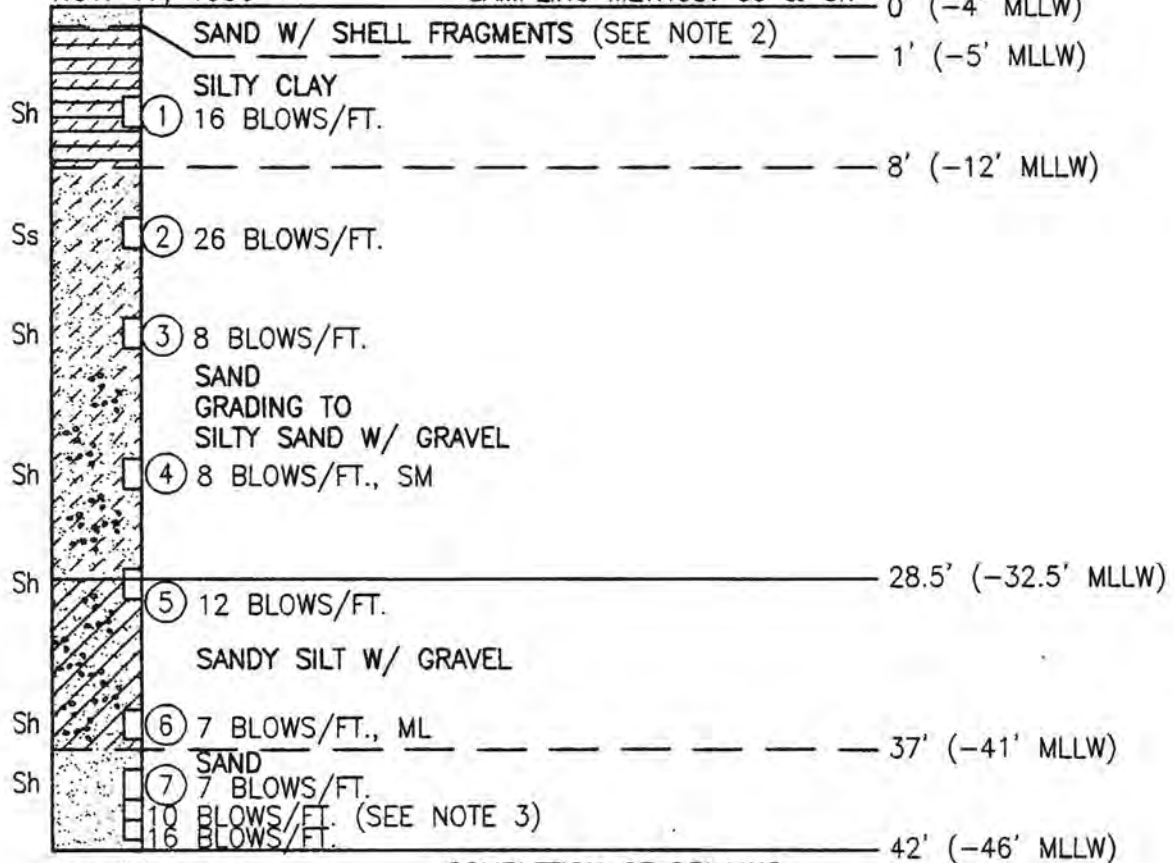 0' (-4' MLLW)
SAND W/ SHELL FRAGMENTS (SEE NOTE 2)
1' (-5' MLLW)
SILTY CLAY
Sh 1 16 BLOWS/FT.
8' (-12' MLLW)
Ss 2 26 BLOWS/FT.
Sh 3 8 BLOWS/FT.
SAND
GRADING TO
SILTY SAND W/ GRAVEL
Sh 4 8 BLOWS/FT., SM
28.5' (-32.5' MLLW)
Sh 5 12 BLOWS/FT.
SANDY SILT W/ GRAVEL
Sh 6 7 BLOWS/FT., ML
37' (-41' MLLW)
SAND
Sh 7 7 BLOWS/FT.
10 BLOWS/FT. (SEE NOTE 3)
16 BLOWS/FT.
42' (-46' MLLW)